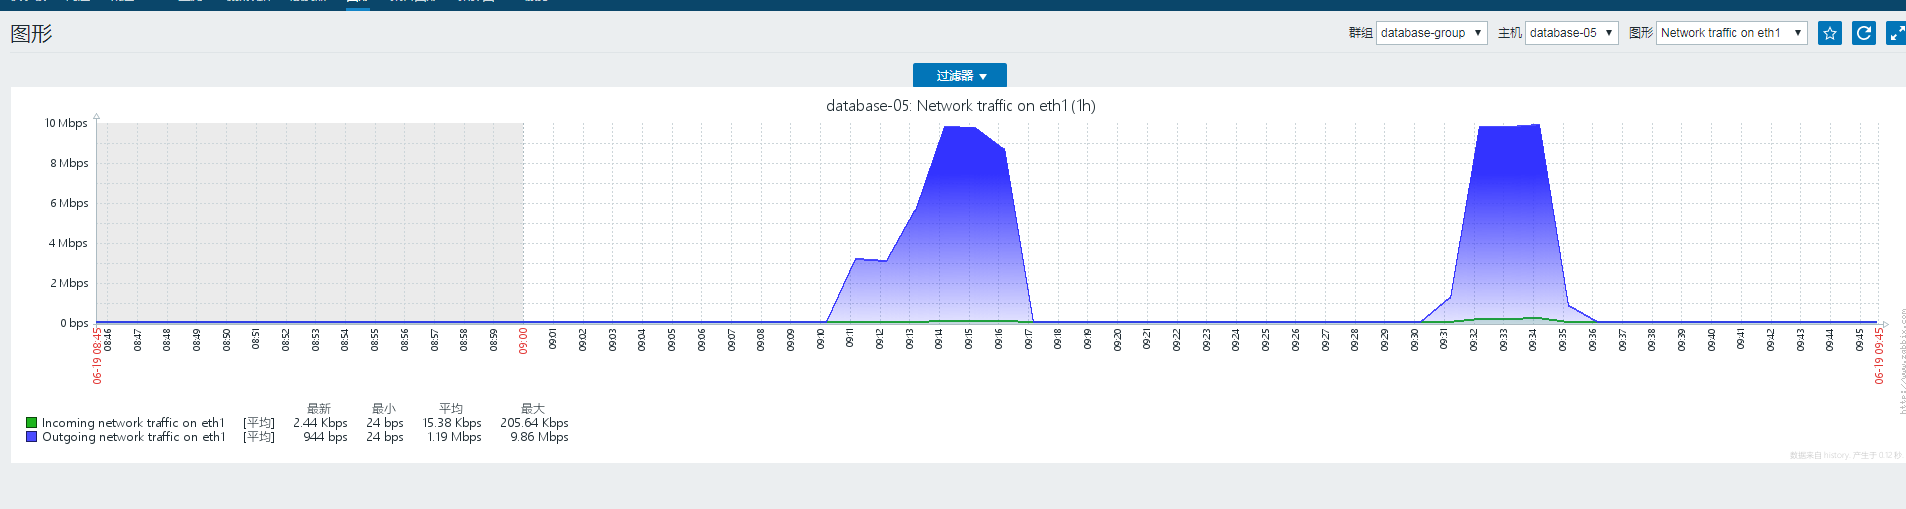 图形
群组 database-group 主机 database-05 图形 Network traffic on eth1
过滤器
database-05: Network traffic on eth1 (1h)
10 Mbps
8 Mbps
6 Mbps
4 Mbps
2 Mbps
0 bps
06-19 08:45 08:46 08:47 08:48 08:49 08:50 08:51 08:52 08:53 08:54 08:55 08:56 08:57 08:58 08:59 09:00 09:01 09:02 09:03 09:04 09:05 09:06 09:07 09:08 09:09 09:10 09:11 09:12 09:13 09:14 09:15 09:16 09:17 09:18 09:19 09:20 09:21 09:22 09:23 09:24 09:25 09:26 09:27 09:28 09:29 09:30 09:31 09:32 09:33 09:34 09:35 09:36 09:37 09:38 09:39 09:40 09:41 09:42 09:43 09:44 09:45 06-19 09:45
http://www.zabbix.com
最新 最小 平均 最大
Incoming network traffic on eth1 [平均] 2.44 Kbps 24 bps 15.38 Kbps 205.64 Kbps
Outgoing network traffic on eth1 [平均] 944 bps 24 bps 1.19 Mbps 9.86 Mbps
数据来自 history. 产生于 0.12 秒